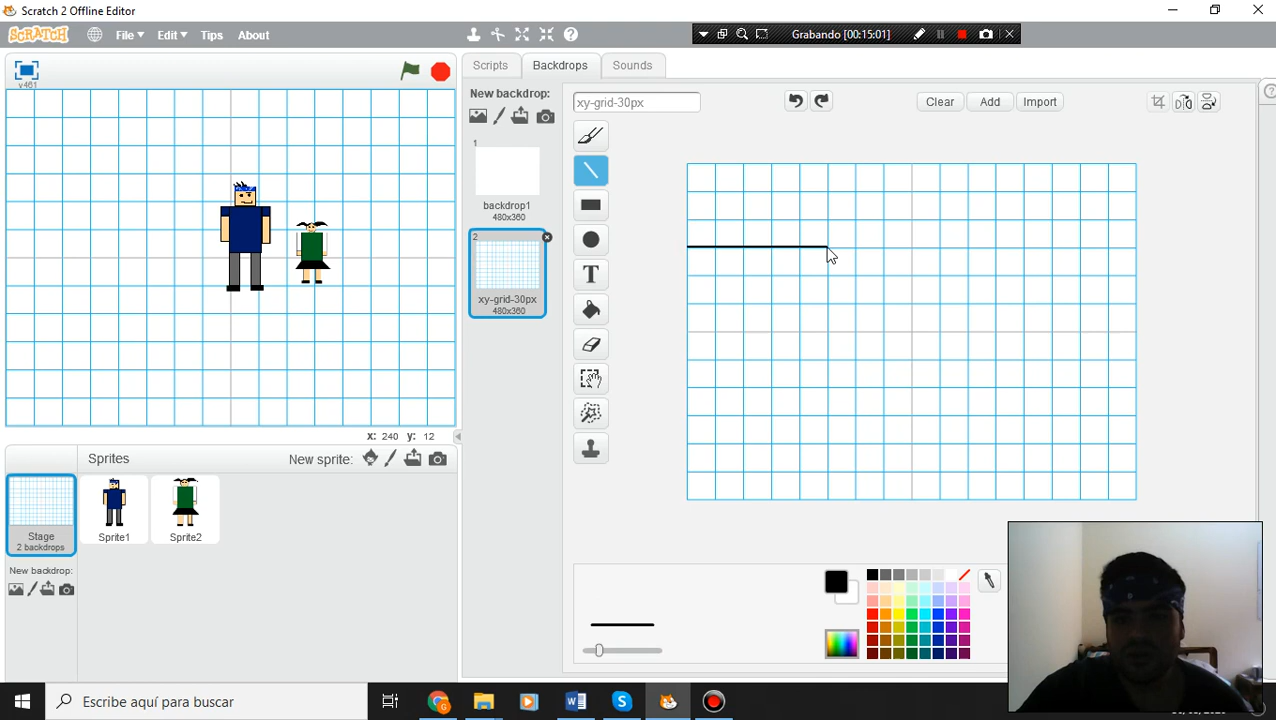 Scratch 2 Offline Editor
SCRATCH File Edit Tips About
Grabando [00:15:01]
v461
Scripts Backdrops Sounds
New backdrop:
xy-grid-30px
Clear Add Import
1
backdrop1
480x360
2
xy-grid-30px
480x360
T
x: 240 y: 12
Sprites New sprite:
Stage
2 backdrops
Sprite1
Sprite2
New backdrop:
Escribe aquí para buscar